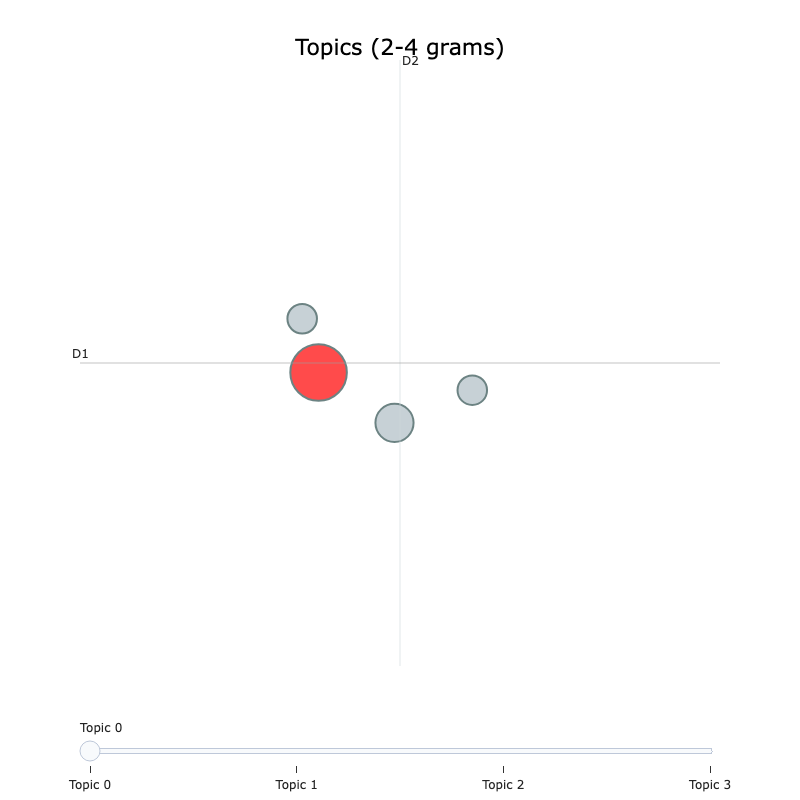 Topics (2-4 grams)
D2
D1
Topic 0
Topic 0
Topic 1
Topic 2
Topic 3